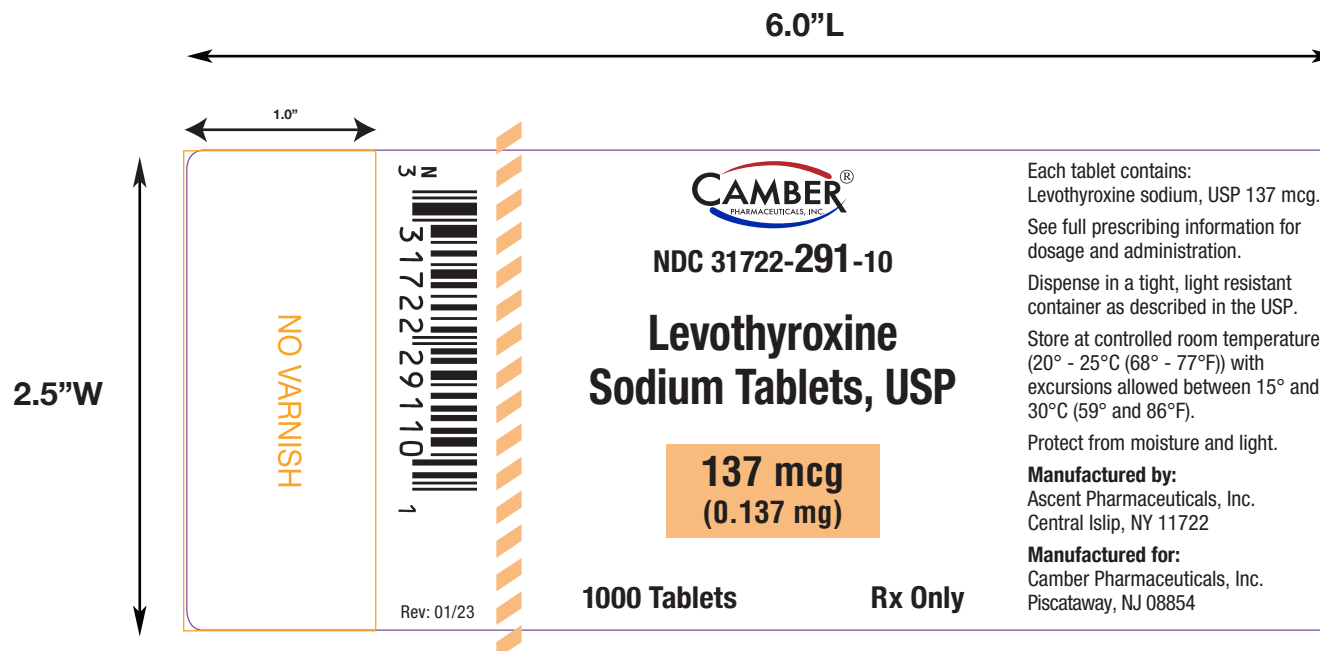 6.0”L
1.0”
2.5”W
NO VARNISH
N
3
31722 29110
1
Rev: 01/23
CAMBER®
PHARMACEUTICALS, INC.
NDC 31722-291-10
Levothyroxine
Sodium Tablets, USP
137 mcg
(0.137 mg)
1000 Tablets Rx Only
Each tablet contains:
Levothyroxine sodium, USP 137 mcg.
See full prescribing information for
dosage and administration.
Dispense in a tight, light resistant
container as described in the USP.
Store at controlled room temperature
(20° - 25°C (68° - 77°F)) with
excursions allowed between 15° and
30°C (59° and 86°F).
Protect from moisture and light.
Manufactured by:
Ascent Pharmaceuticals, Inc.
Central Islip, NY 11722
Manufactured for:
Camber Pharmaceuticals, Inc.
Piscataway, NJ 08854